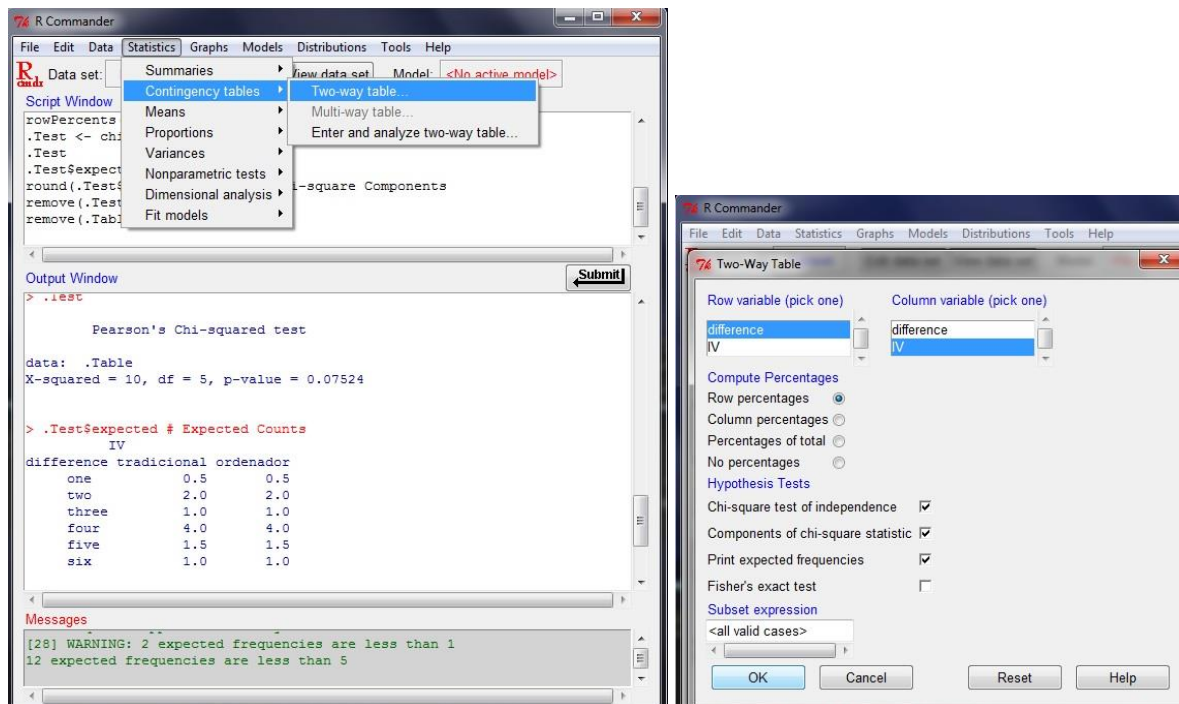 R Commander
File Edit Data Statistics Graphs Models Distributions Tools Help
R
cmdr
Data set: View data set Model: <No active model>
Summaries
Contingency tables
Means
Proportions
Variances
Nonparametric tests
Dimensional analysis
Fit models
Two-way table...
Multi-way table...
Enter and analyze two-way table...
Script Window
rowPercents
.Test <- chi
.Test
.Test$expect
round(.Test$ i-square Components
remove(.Test
remove(.Tabl
Output Window
Submit
> .Test
Pearson's Chi-squared test
data: .Table
X-squared = 10, df = 5, p-value = 0.07524
> .Test$expected # Expected Counts
IV
difference tradicional ordenador
one 0.5 0.5
two 2.0 2.0
three 1.0 1.0
four 4.0 4.0
five 1.5 1.5
six 1.0 1.0
Messages
[28] WARNING: 2 expected frequencies are less than 1
12 expected frequencies are less than 5
R Commander
File Edit Data Statistics Graphs Models Distributions Tools Help
Two-Way Table
Row variable (pick one) Column variable (pick one)
difference difference
IV IV
Compute Percentages
Row percentages
Column percentages
Percentages of total
No percentages
Hypothesis Tests
Chi-square test of independence
Components of chi-square statistic
Print expected frequencies
Fisher's exact test
Subset expression
<all valid cases>
OK Cancel Reset Help